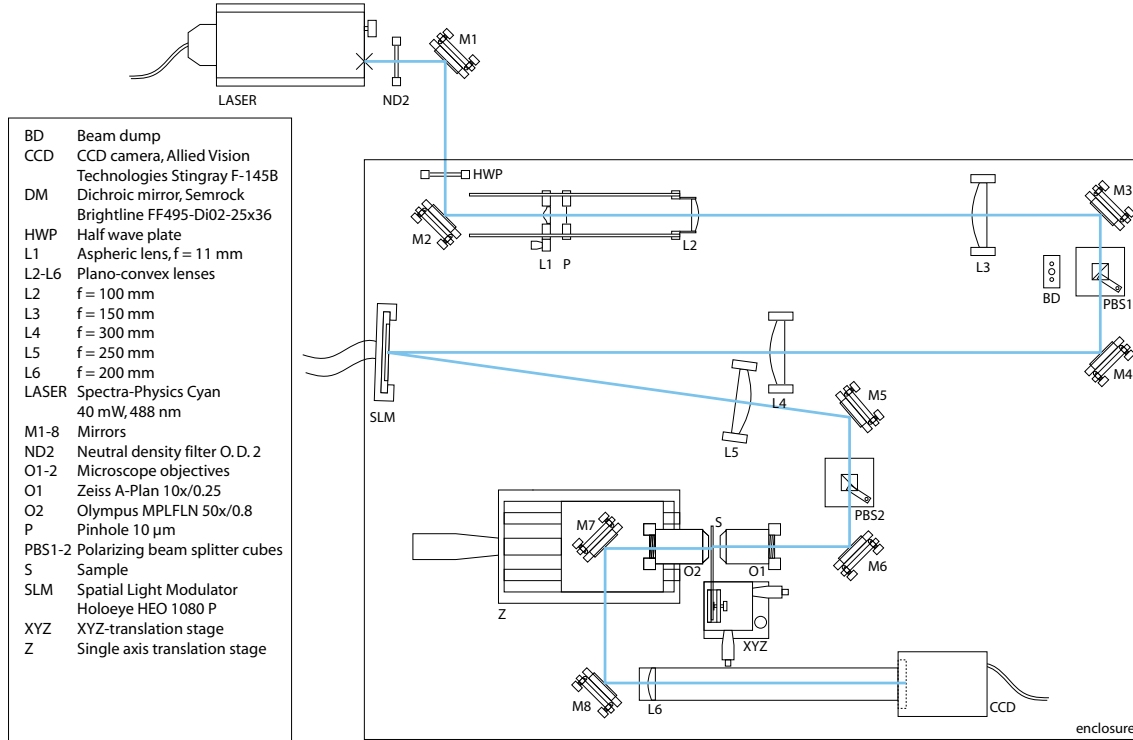 M1
LASER
ND2
BD Beam dump
CCD CCD camera, Allied Vision
Technologies Stingray F-145B
DM Dichroic mirror, Semrock
Brightline FF495-Di02-25x36
HWP Half wave plate
L1 Aspheric lens, f = 11 mm
L2-L6 Plano-convex lenses
L2 f = 100 mm
L3 f = 150 mm
L4 f = 300 mm
L5 f = 250 mm
L6 f = 200 mm
LASER Spectra-Physics Cyan
40 mW, 488 nm
M1-8 Mirrors
ND2 Neutral density filter O. D. 2
O1-2 Microscope objectives
O1 Zeiss A-Plan 10x/0.25
O2 Olympus MPLFLN 50x/0.8
P Pinhole 10 µm
PBS1-2 Polarizing beam splitter cubes
S Sample
SLM Spatial Light Modulator
Holoeye HEO 1080 P
XYZ XYZ-translation stage
Z Single axis translation stage
HWP
M3
M2
L2
L1 P
L3
BD
PBS1
M4
SLM
L4
M5
L5
PBS2
M7
S
M6
O2
O1
Z
XYZ
M8
L6
CCD
enclosure